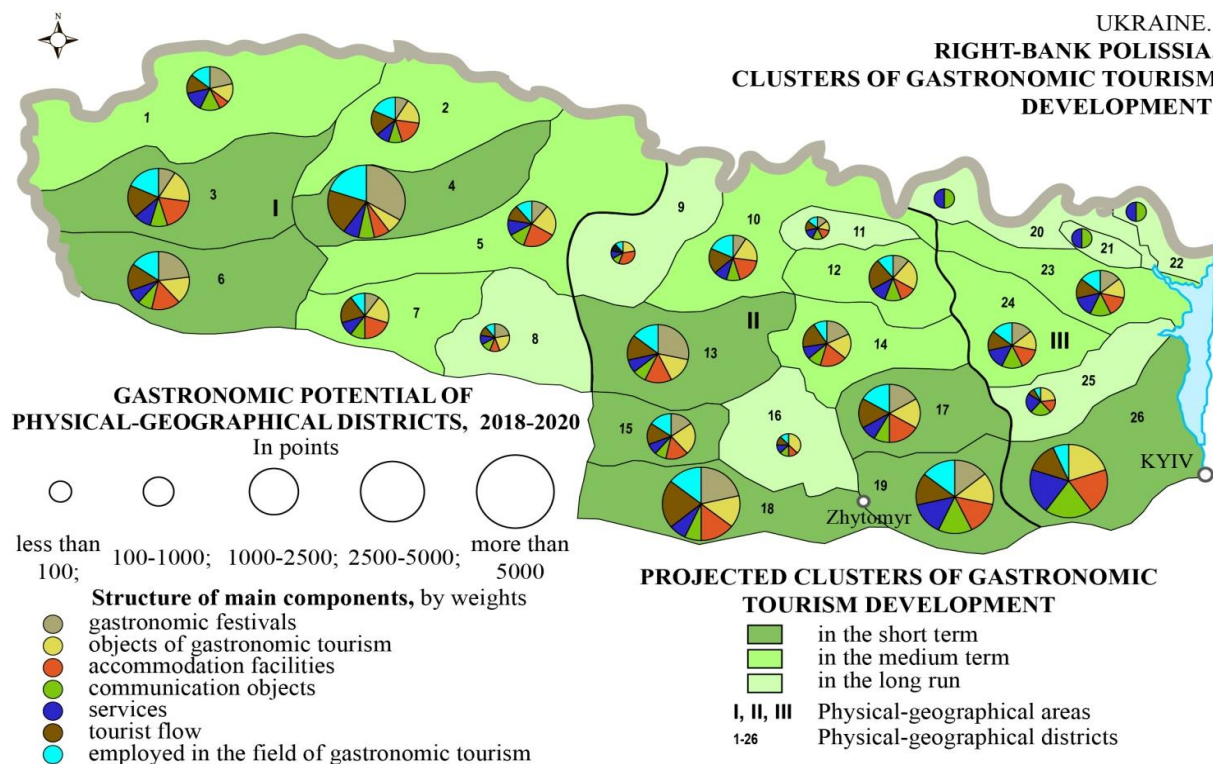 N
UKRAINE.
RIGHT-BANK POLISSIA.
CLUSTERS OF GASTRONOMIC TOURISM
DEVELOPMENT
1
2
3
I
4
5
6
7
8
9
10
11
12
13
II
14
15
16
17
18
19
20
21
22
23
24
III
25
26
KYIV
Zhytomyr
GASTRONOMIC POTENTIAL OF
PHYSICAL-GEOGRAPHICAL DISTRICTS, 2018-2020
In points
less than
100;
100-1000;
1000-2500;
2500-5000;
more than
5000
Structure of main components, by weights
gastronomic festivals
objects of gastronomic tourism
accommodation facilities
communication objects
services
tourist flow
employed in the field of gastronomic tourism
PROJECTED CLUSTERS OF GASTRONOMIC
TOURISM DEVELOPMENT
in the short term
in the medium term
in the long run
I, II, III Physical-geographical areas
1-26 Physical-geographical districts